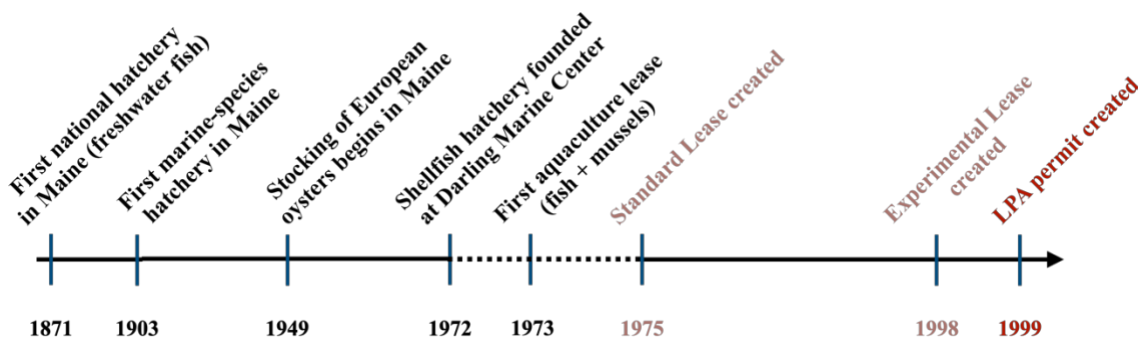 First national hatchery
in Maine (freshwater fish)
First marine-species
hatchery in Maine
Stocking of European
oysters begins in Maine
Shellfish hatchery founded
at Darling Marine Center
First aquaculture lease
(fish + mussels)
Standard Lease created
Experimental Lease
created
LPA permit created
1871
1903
1949
1972
1973
1975
1998
1999